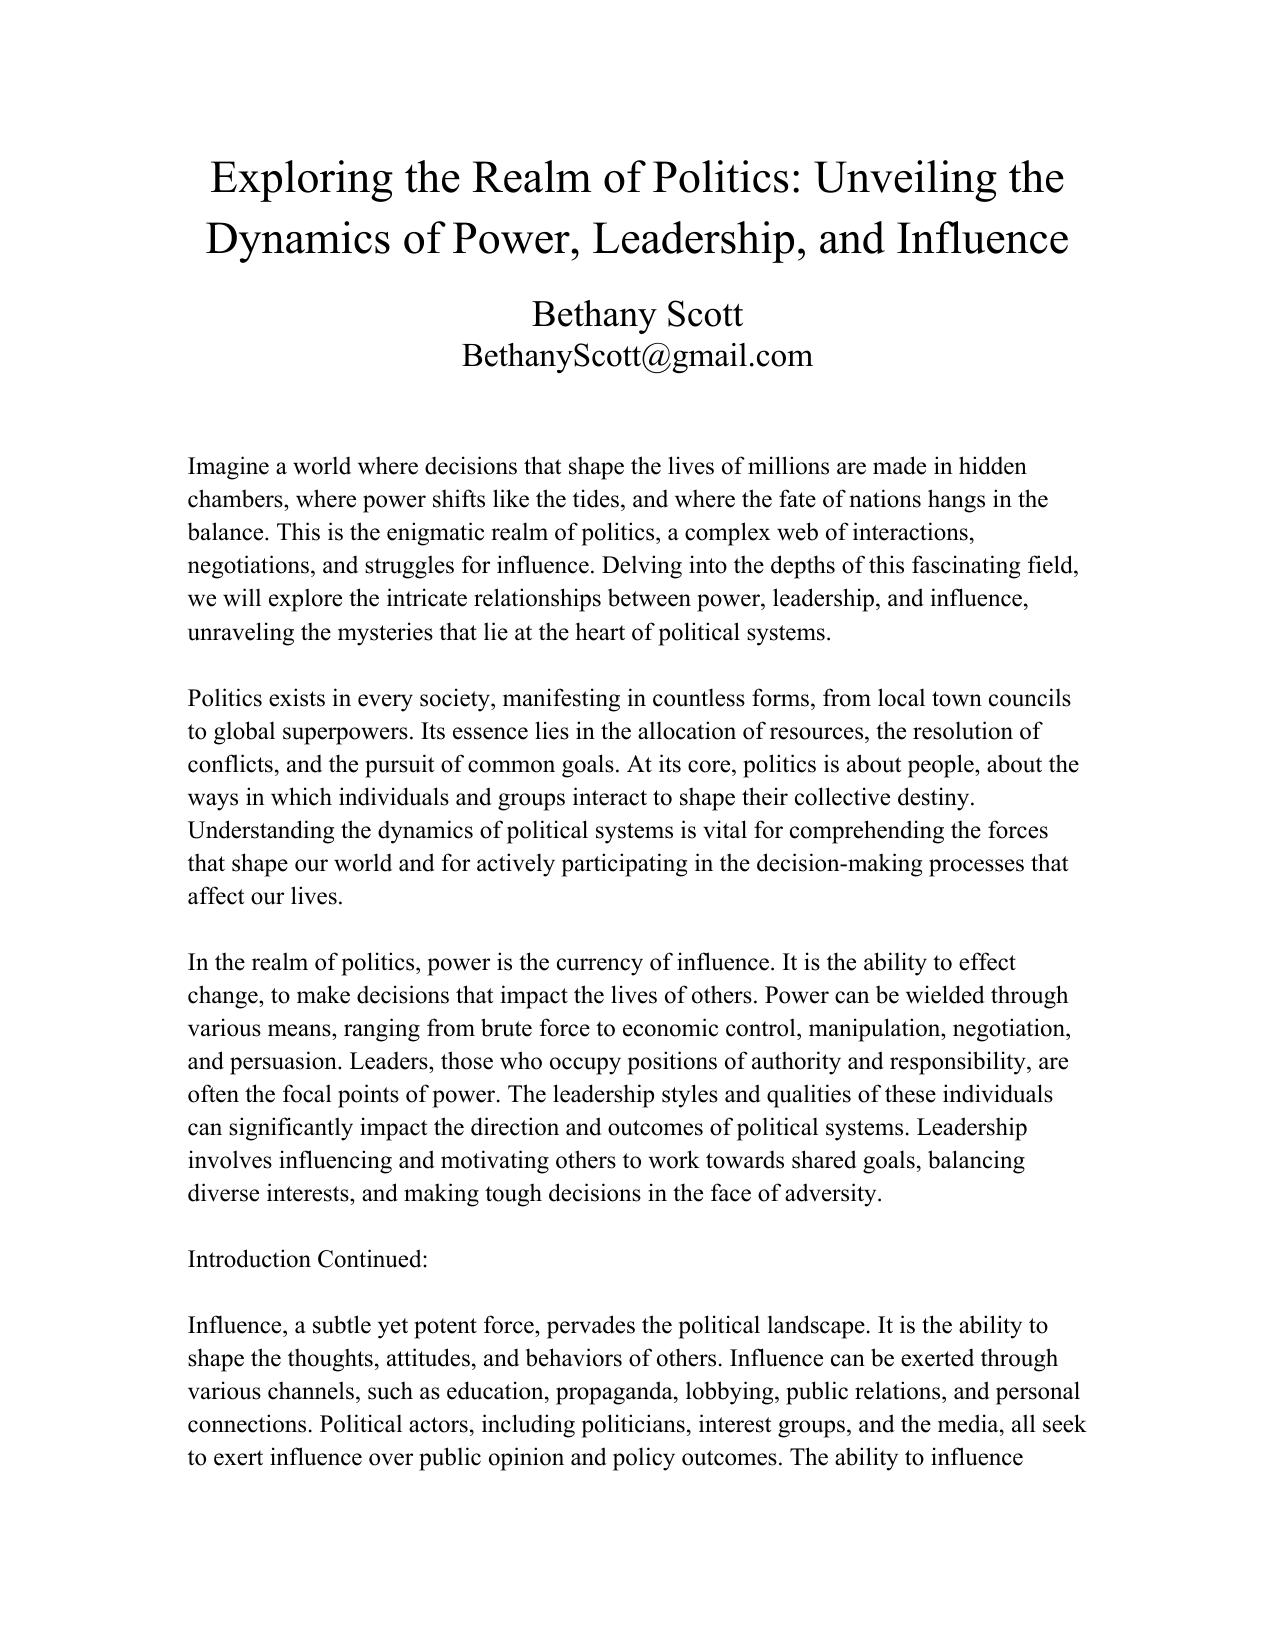 Exploring the Realm of Politics: Unveiling the
Dynamics of Power, Leadership, and Influence
Bethany Scott
BethanyScott@gmail.com
Imagine a world where decisions that shape the lives of millions are made in hidden
chambers, where power shifts like the tides, and where the fate of nations hangs in the
balance. This is the enigmatic realm of politics, a complex web of interactions,
negotiations, and struggles for influence. Delving into the depths of this fascinating field,
we will explore the intricate relationships between power, leadership, and influence,
unraveling the mysteries that lie at the heart of political systems.
Politics exists in every society, manifesting in countless forms, from local town councils
to global superpowers. Its essence lies in the allocation of resources, the resolution of
conflicts, and the pursuit of common goals. At its core, politics is about people, about the
ways in which individuals and groups interact to shape their collective destiny.
Understanding the dynamics of political systems is vital for comprehending the forces
that shape our world and for actively participating in the decision-making processes that
affect our lives.
In the realm of politics, power is the currency of influence. It is the ability to effect
change, to make decisions that impact the lives of others. Power can be wielded through
various means, ranging from brute force to economic control, manipulation, negotiation,
and persuasion. Leaders, those who occupy positions of authority and responsibility, are
often the focal points of power. The leadership styles and qualities of these individuals
can significantly impact the direction and outcomes of political systems. Leadership
involves influencing and motivating others to work towards shared goals, balancing
diverse interests, and making tough decisions in the face of adversity.
Introduction Continued:
Influence, a subtle yet potent force, pervades the political landscape. It is the ability to
shape the thoughts, attitudes, and behaviors of others. Influence can be exerted through
various channels, such as education, propaganda, lobbying, public relations, and personal
connections. Political actors, including politicians, interest groups, and the media, all seek
to exert influence over public opinion and policy outcomes. The ability to influence